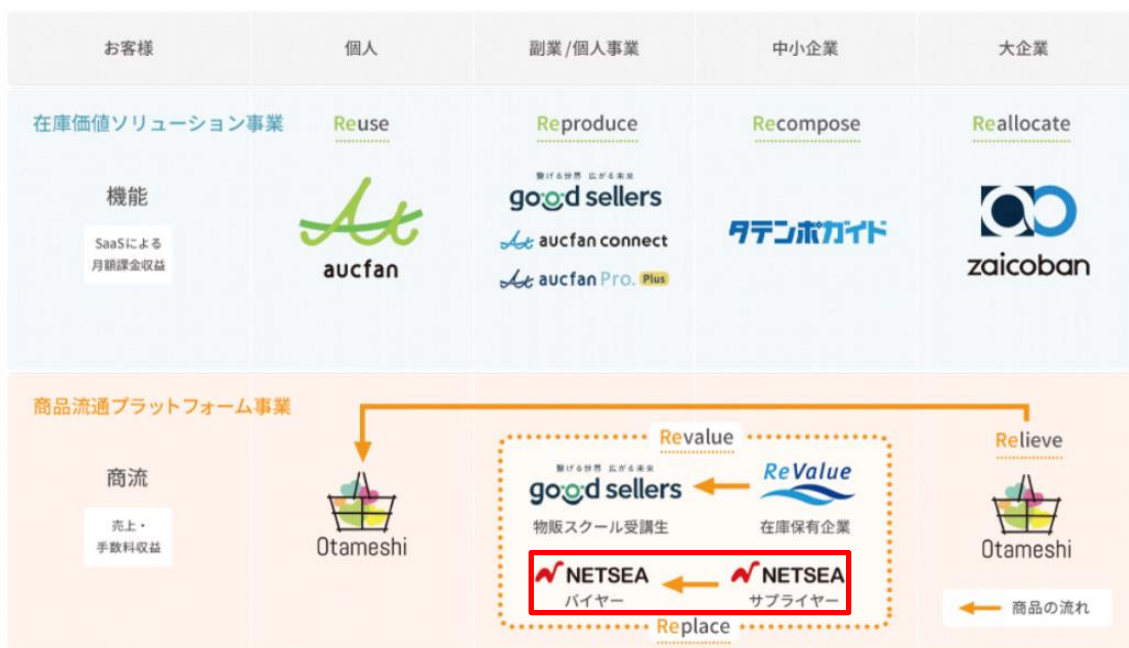 お客様
個人
副業/個人事業
中小企業
大企業
在庫価値ソリューション事業
Reuse
Reproduce
Recompose
Reallocate
機能
SaaSによる
月額課金収益
aucfan
繋げる世界 広がる未来
good sellers
aucfan connect
aucfan Pro. Plus
タテンポガイド
zaicoban
商品流通プラットフォーム事業
Revalue
Relieve
商流
売上・
手数料収益
Otameshi
繋げる世界 広がる未来
good sellers
物販スクール受講生
ReValue
在庫保有企業
Otameshi
NETSEA
バイヤー
NETSEA
サプライヤー
商品の流れ
Replace